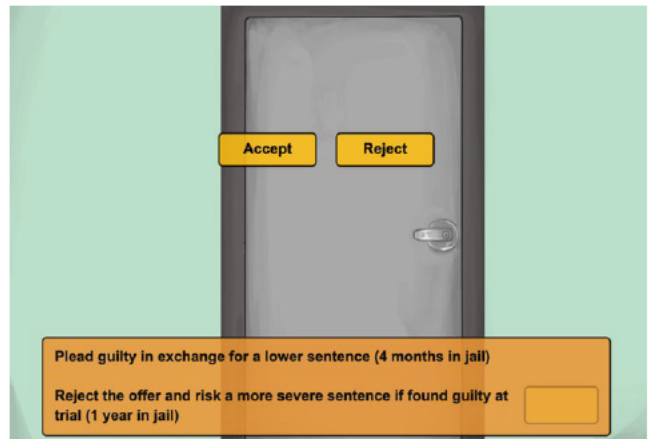 Accept
Reject
Plead guilty in exchange for a lower sentence (4 months in jail)
Reject the offer and risk a more severe sentence if found guilty at
trial (1 year in jail)